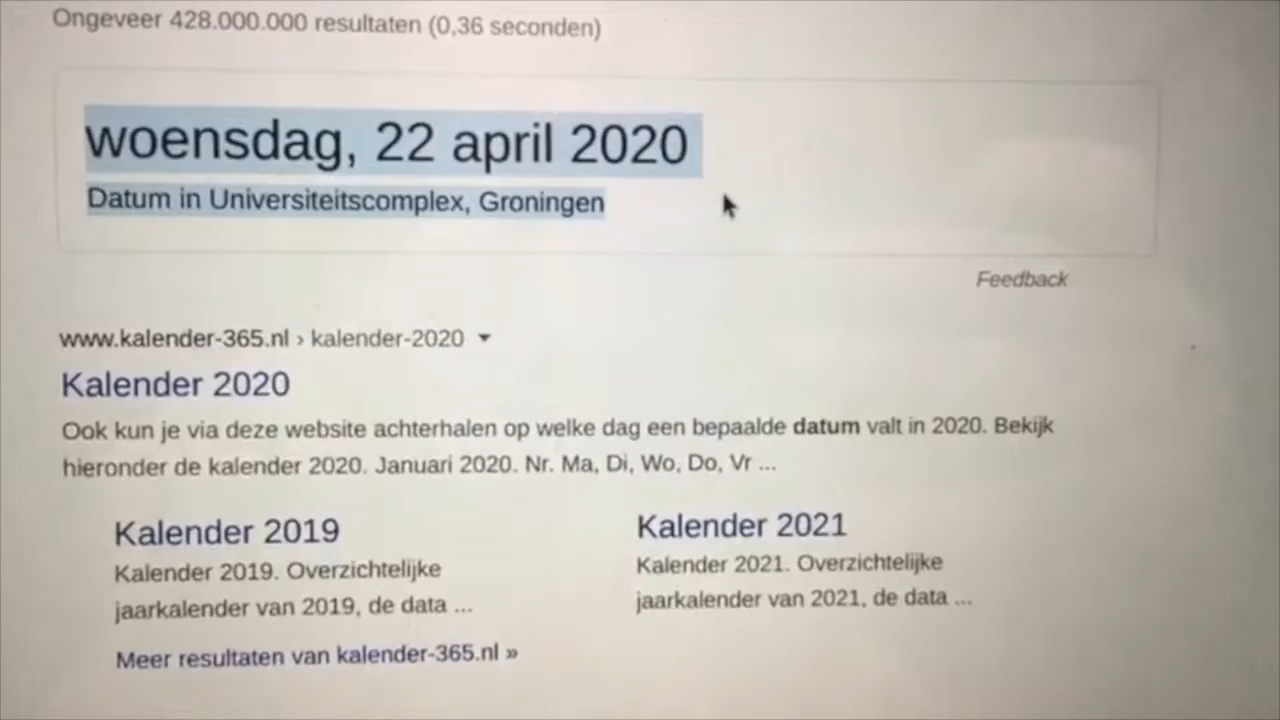 Ongeveer 428.000.000 resultaten (0,36 seconden)
woensdag, 22 april 2020
Datum in Universiteitscomplex, Groningen
Feedback
www.kalender-365.nl › kalender-2020
Kalender 2020
Ook kun je via deze website achterhalen op welke dag een bepaalde datum valt in 2020. Bekijk
hieronder de kalender 2020. Januari 2020. Nr. Ma, Di, Wo, Do, Vr ...
Kalender 2019
Kalender 2019. Overzichtelijke
jaarkalender van 2019, de data ...
Kalender 2021
Kalender 2021. Overzichtelijke
jaarkalender van 2021, de data ...
Meer resultaten van kalender-365.nl »